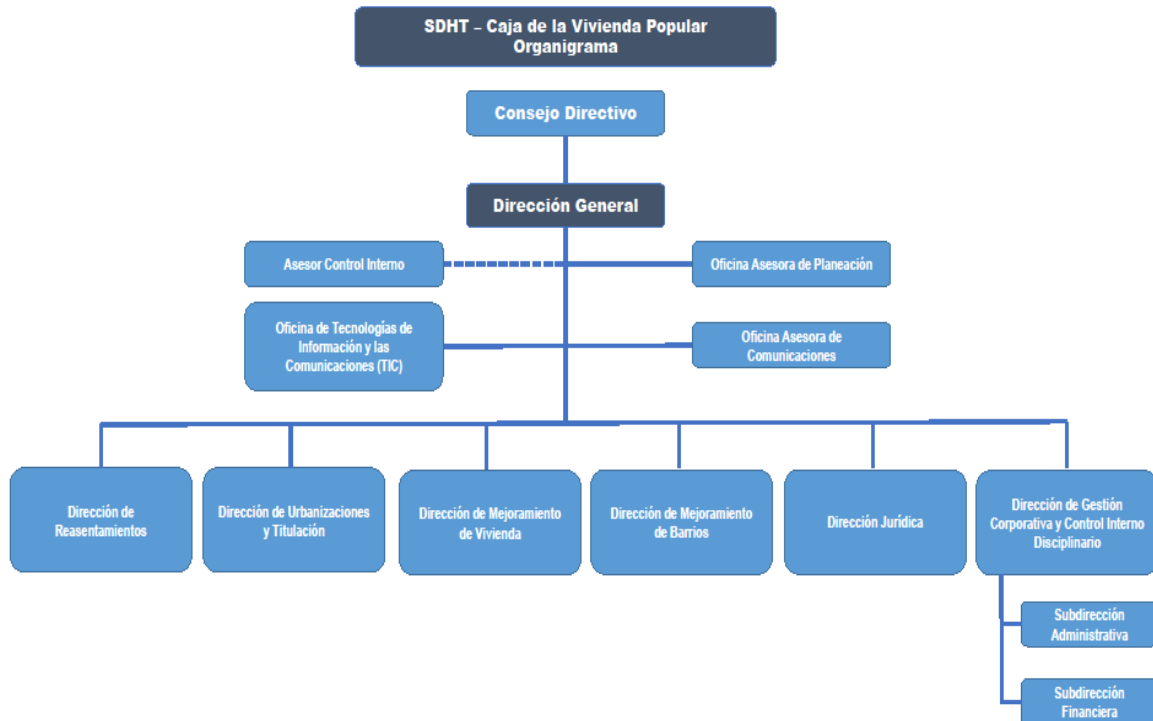 SDHT – Caja de la Vivienda Popular
Organigrama
Consejo Directivo
Dirección General
Asesor Control Interno
Oficina Asesora de Planeación
Oficina de Tecnologías de
Información y las
Comunicaciones (TIC)
Oficina Asesora de
Comunicaciones
Dirección de
Reasentamientos
Dirección de Urbanizaciones
y Titulación
Dirección de Mejoramiento
de Vivienda
Dirección de Mejoramiento
de Barrios
Dirección Jurídica
Dirección de Gestión
Corporativa y Control Interno
Disciplinario
Subdirección
Administrativa
Subdirección
Financiera